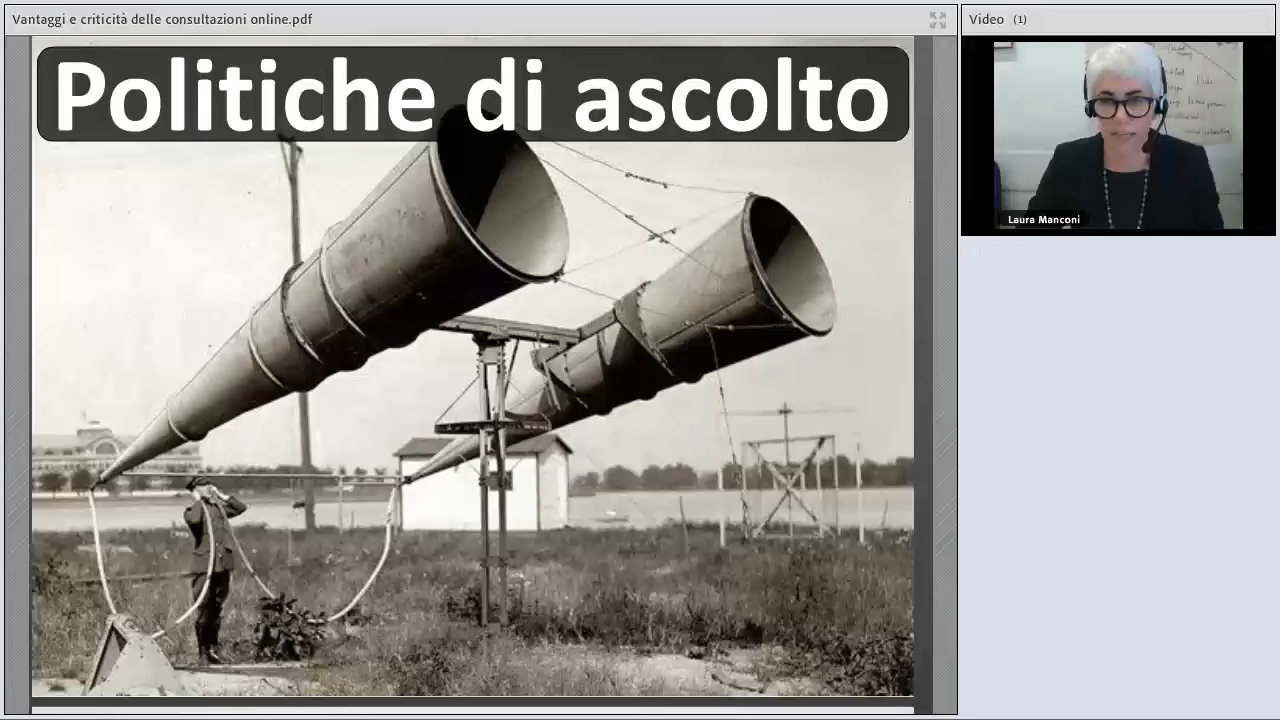 Vantaggi e criticità delle consultazioni online.pdf
Video (1)
Politiche di ascolto
Laura Manconi